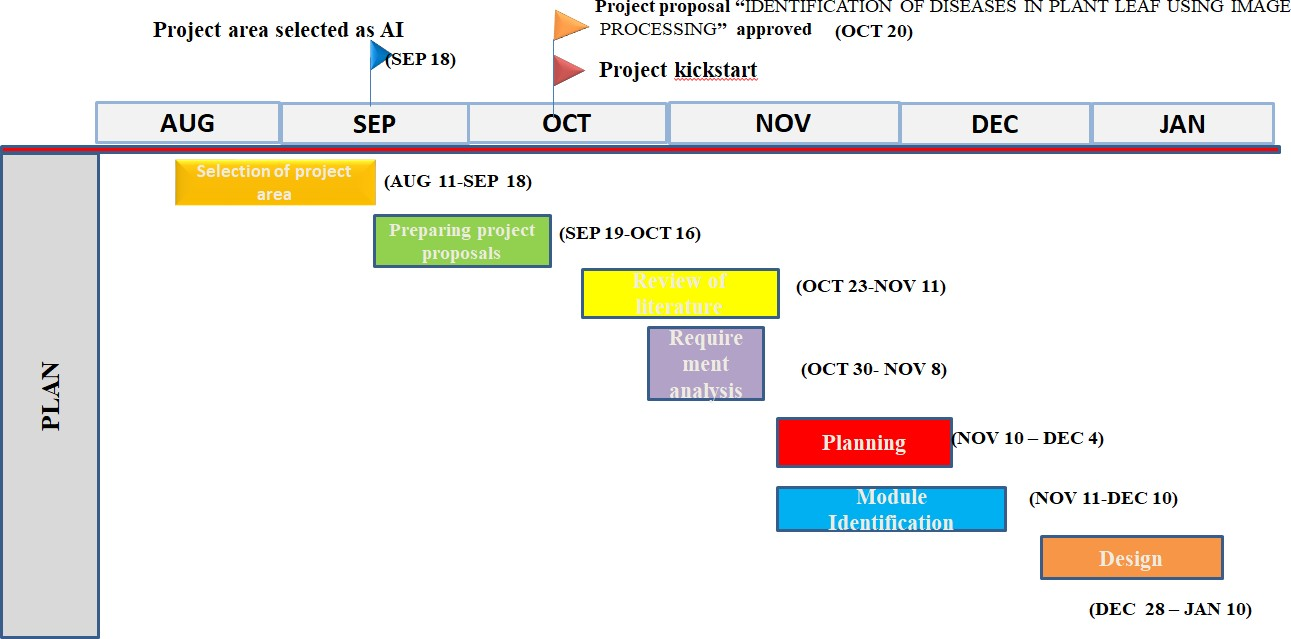 Project proposal “IDENTIFICATION OF DISEASES IN PLANT LEAF USING IMAGE
PROCESSING” approved (OCT 20)
Project area selected as AI
(SEP 18)
Project kickstart
AUG SEP OCT NOV DEC JAN
PLAN
Selection of project
area
(AUG 11-SEP 18)
Preparing project
proposals
(SEP 19-OCT 16)
Review of
literature
(OCT 23-NOV 11)
Require
ment
analysis
(OCT 30- NOV 8)
Planning
(NOV 10 – DEC 4)
Module
Identification
(NOV 11-DEC 10)
Design
(DEC 28 – JAN 10)